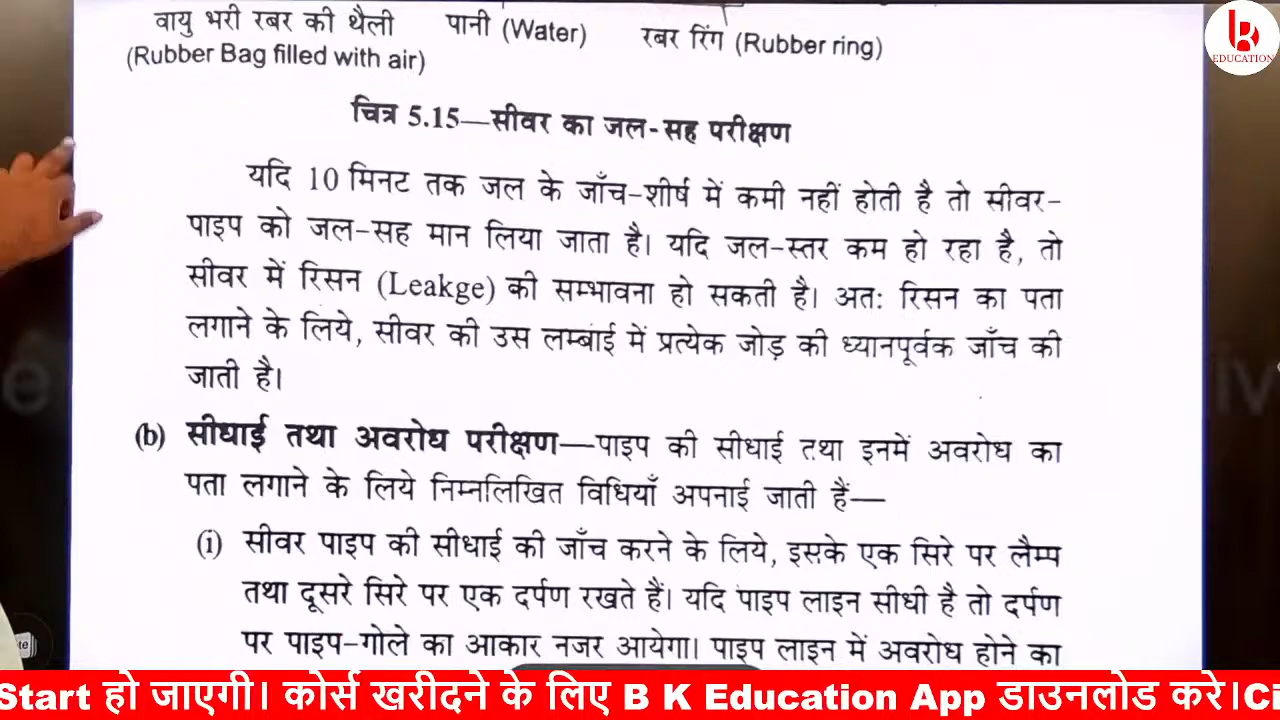 वायु भरी रबर की थैली पानी (Water) रबर रिंग (Rubber ring)
(Rubber Bag filled with air)
BK
EDUCATION
चित्र 5.15—सीवर का जल-सह परीक्षण
यदि 10 मिनट तक जल के जाँच-शीर्ष में कमी नहीं होती है तो सीवर-
पाइप को जल-सह मान लिया जाता है। यदि जल-स्तर कम हो रहा है, तो
सीवर में रिसन (Leakge) की सम्भावना हो सकती है। अतः रिसन का पता
लगाने के लिये, सीवर की उस लम्बाई में प्रत्येक जोड़ की ध्यानपूर्वक जाँच की
जाती है।
(b) सीधाई तथा अवरोध परीक्षण—पाइप की सीधाई तथा इनमें अवरोध का
पता लगाने के लिये निम्नलिखित विधियाँ अपनाई जाती हैं—
(i) सीवर पाइप की सीधाई की जाँच करने के लिये, इसके एक सिरे पर लैम्प
तथा दूसरे सिरे पर एक दर्पण रखते हैं। यदि पाइप लाइन सीधी है तो दर्पण
पर पाइप-गोले का आकार नजर आयेगा। पाइप लाइन में अवरोध होने का
Start हो जाएगी। कोर्स खरीदने के लिए B K Education App डाउनलोड करे।Ci